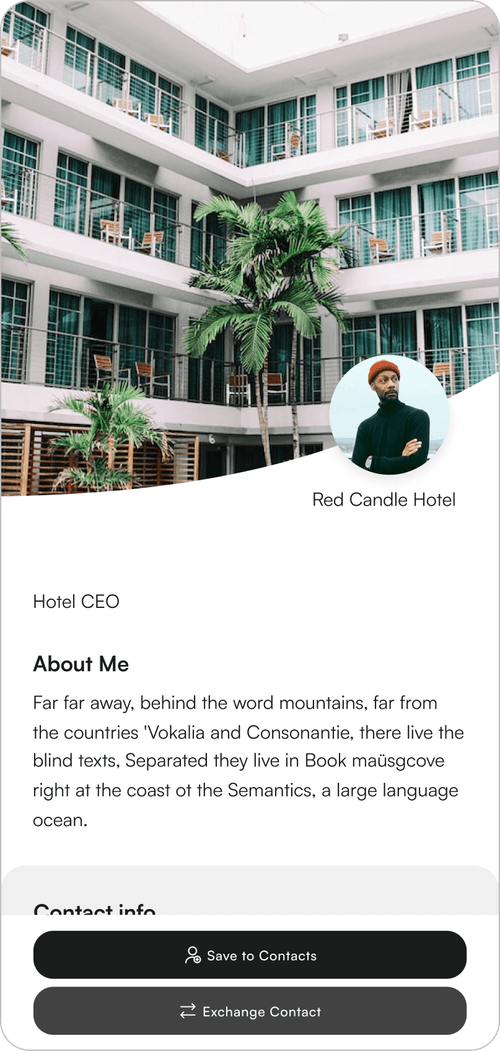 Red Candle Hotel
Hotel CEO
About Me
Far far away, behind the word mountains, far from
the countries 'Vokalia and Consonantie, there live the
blind texts, Separated they live in Book maüsgcove
right at the coast ot the Semantics, a large language
ocean.
Contact info
Save to Contacts
Exchange Contact